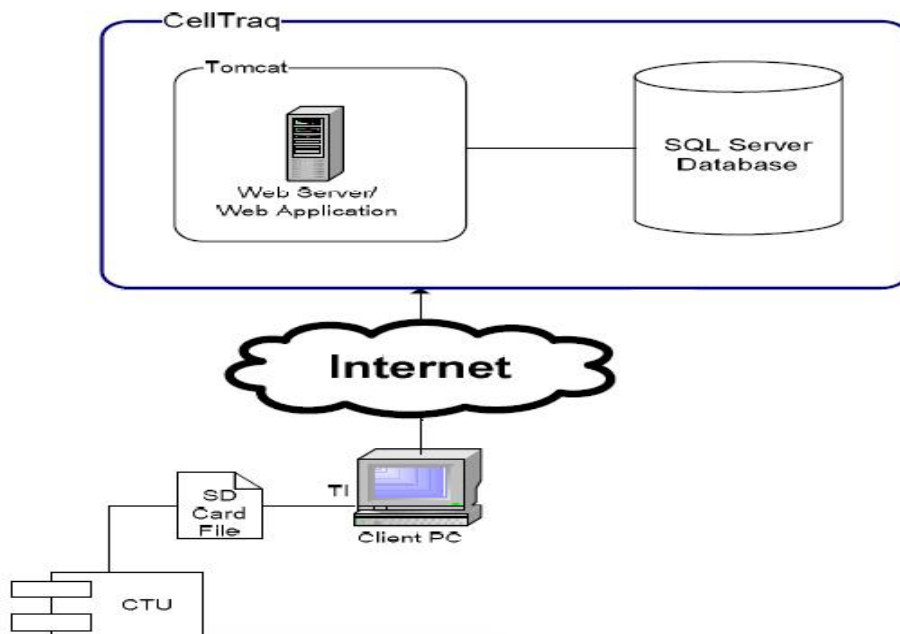 CellTraq
Tomcat
Web Server/
Web Application
SQL Server
Database
Internet
SD
Card
File
TI
Client PC
CTU